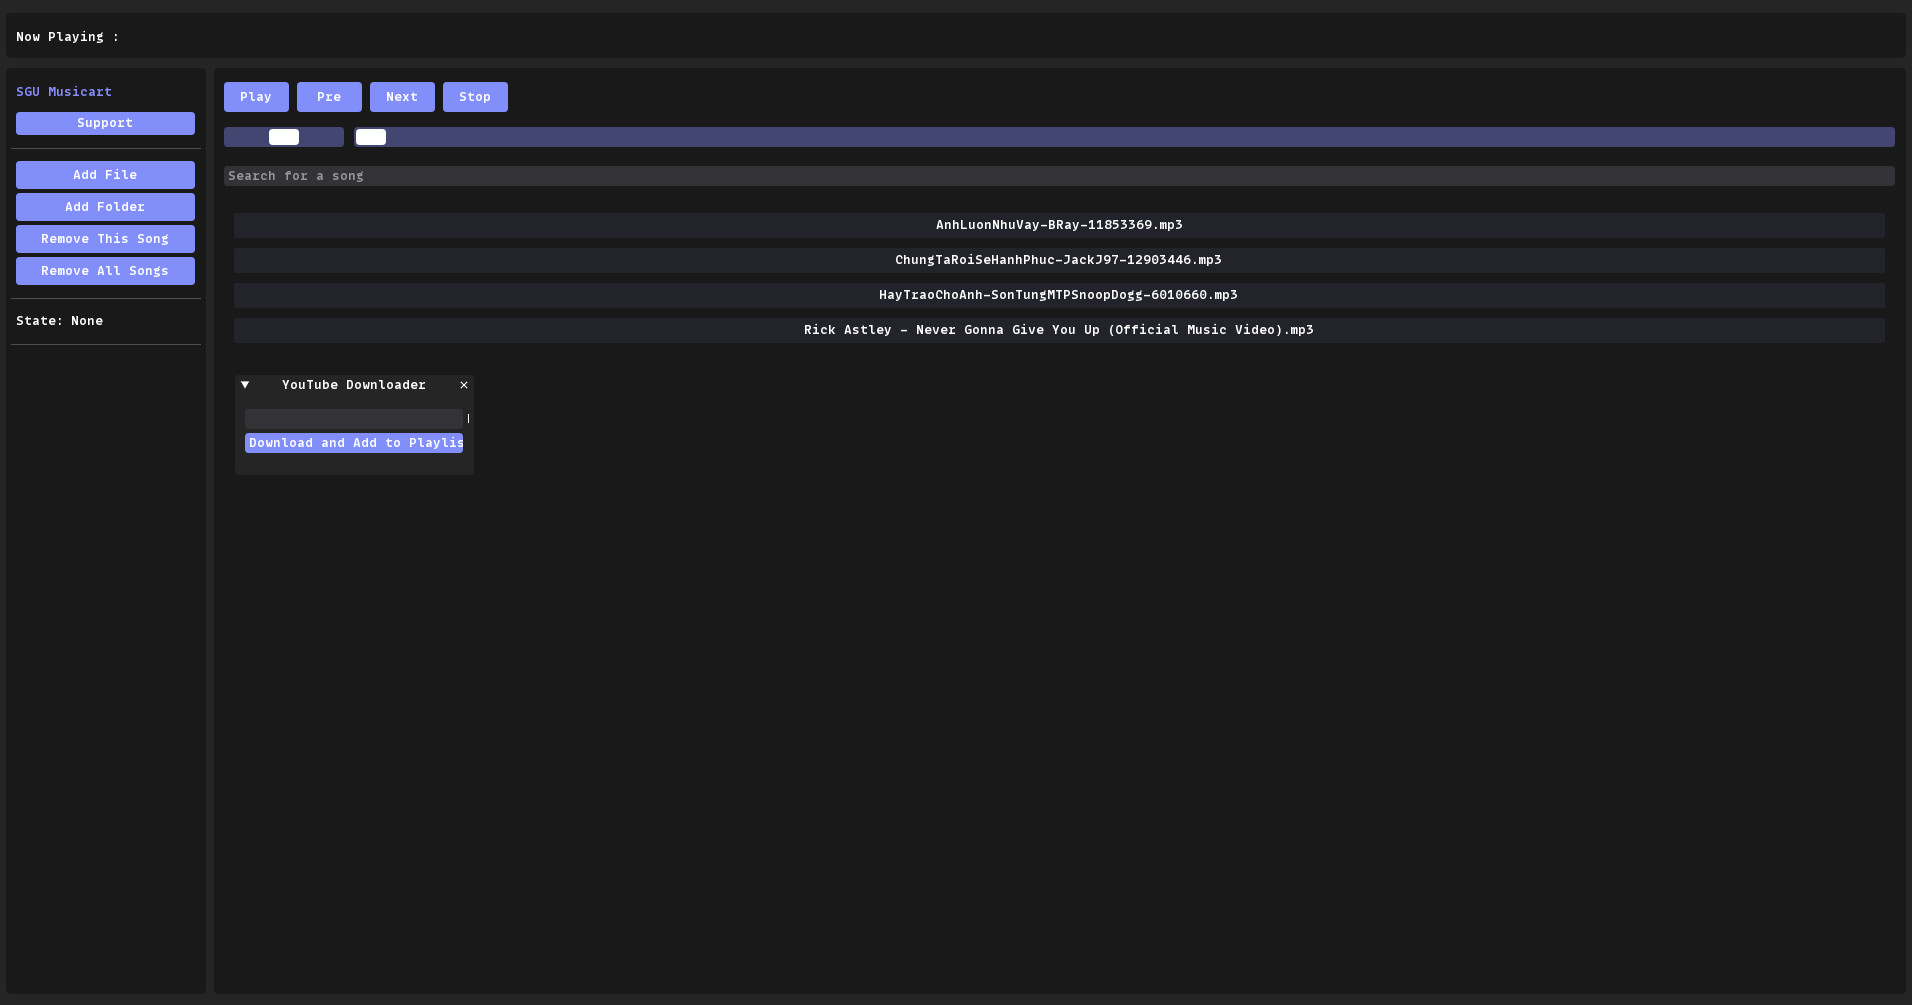 Now Playing :
SGU Musicart
Support
Add File
Add Folder
Remove This Song
Remove All Songs
State: None
Play Pre Next Stop
Search for a song
AnhLuonNhuVay-BRay-11853369.mp3
ChungTaRoiSeHanhPhuc-JackJ97-12903446.mp3
HayTraoChoAnh-SonTungMTPSnoopDogg-6010660.mp3
Rick Astley - Never Gonna Give You Up (Official Music Video).mp3
YouTube Downloader
Download and Add to Playlis